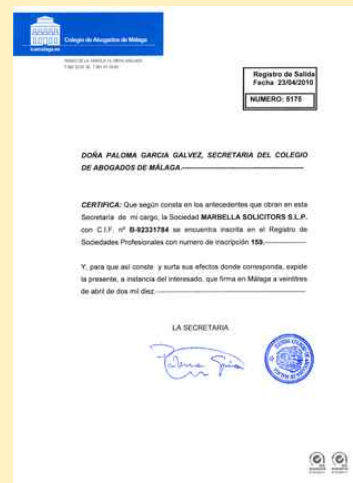 Colegio de Abogados de Málaga
Registro de Salida
Fecha 23/04/2010
NUMERO: 5175
DOÑA PALOMA GARCIA GALVEZ, SECRETARIA DEL COLEGIO
DE ABOGADOS DE MÁLAGA.
CERTIFICA: Que según consta en los antecedentes que obran en esta
Secretaría de mi cargo, la Sociedad MARBELLA SOLICITORS S.L.P.
con C.I.F. nº B-92331784 se encuentra inscrita en el Registro de
Sociedades Profesionales con numero de inscripción 159.
Y, para que así conste y surta sus efectos donde corresponda, expide
la presente, a instancia del interesado, que firma en Málaga a veintitres
de abril de dos mil diez.
LA SECRETARIA